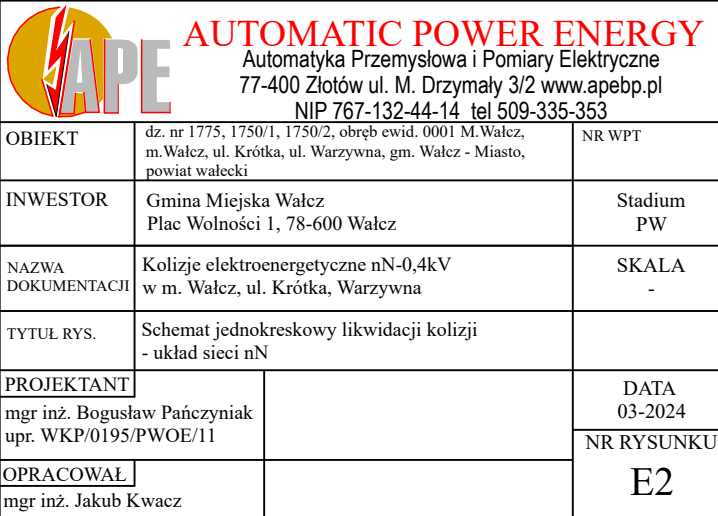 APE
AUTOMATIC POWER ENERGY
Automatyka Przemysłowa i Pomiary Elektryczne
77-400 Złotów ul. M. Drzymały 3/2 www.apebp.pl
NIP 767-132-44-14 tel 509-335-353
OBIEKT
dz. nr 1775, 1750/1, 1750/2, obręb ewid. 0001 M.Wałcz,
m.Wałcz, ul. Krótka, ul. Warzywna, gm. Wałcz - Miasto,
powiat wałecki
NR WPT
INWESTOR
Gmina Miejska Wałcz
Plac Wolności 1, 78-600 Wałcz
Stadium
PW
NAZWA
DOKUMENTACJI
Kolizje elektroenergetyczne nN-0,4kV
w m. Wałcz, ul. Krótka, Warzywna
SKALA
-
TYTUŁ RYS.
Schemat jednokreskowy likwidacji kolizji
- układ sieci nN
PROJEKTANT
mgr inż. Bogusław Pańczyniak
upr. WKP/0195/PWOE/11
DATA
03-2024
NR RYSUNKU
E2
OPRACOWAŁ
mgr inż. Jakub Kwacz